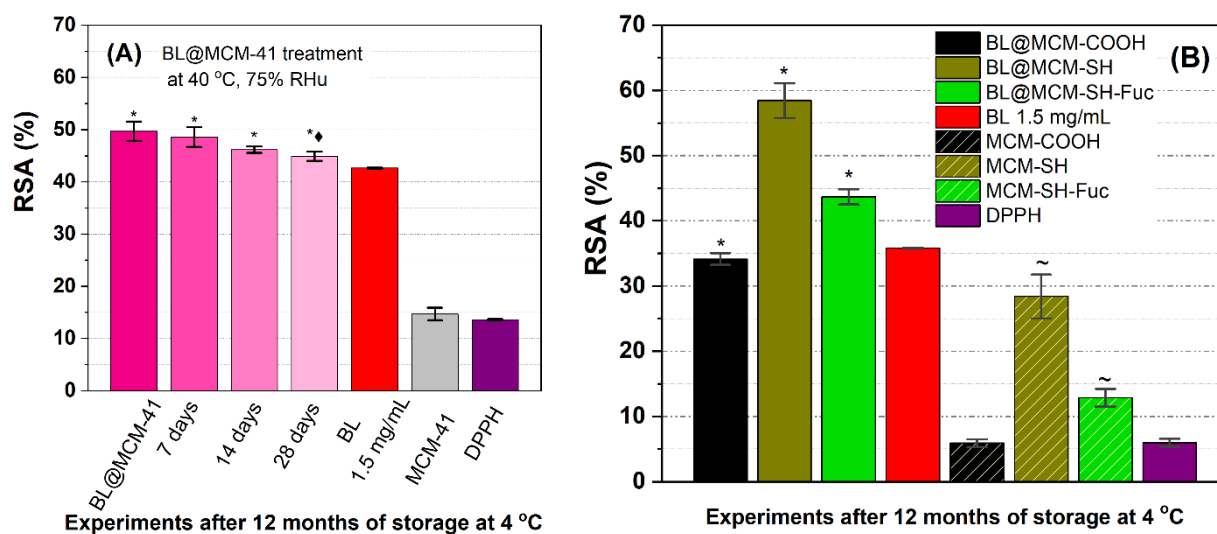 (A)
BL@MCM-41 treatment
at 40 °C, 75% RHu
RSA (%)
70
60
50
40
30
20
10
0
*
*
*
*♦
BL@MCM-41
7 days
14 days
28 days
BL
1.5 mg/mL
MCM-41
DPPH
Experiments after 12 months of storage at 4 °C
(B)
BL@MCM-COOH
BL@MCM-SH
BL@MCM-SH-Fuc
BL 1.5 mg/mL
MCM-COOH
MCM-SH
MCM-SH-Fuc
DPPH
RSA (%)
70
60
50
40
30
20
10
0
*
*
*
~
~
Experiments after 12 months of storage at 4 °C